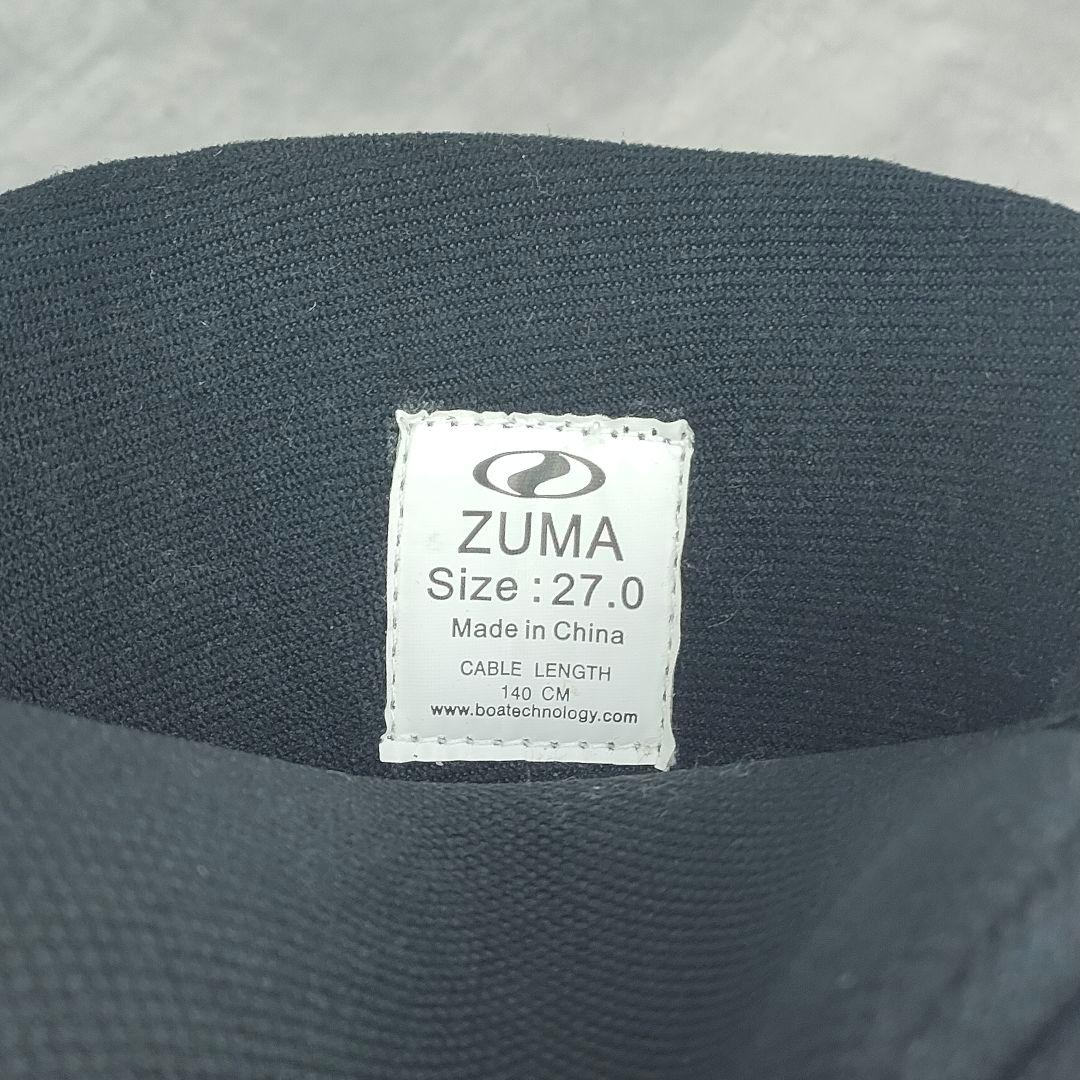 ZUMA
Size : 27.0
Made in China
CABLE LENGTH
140 CM
www.boatechnology.com